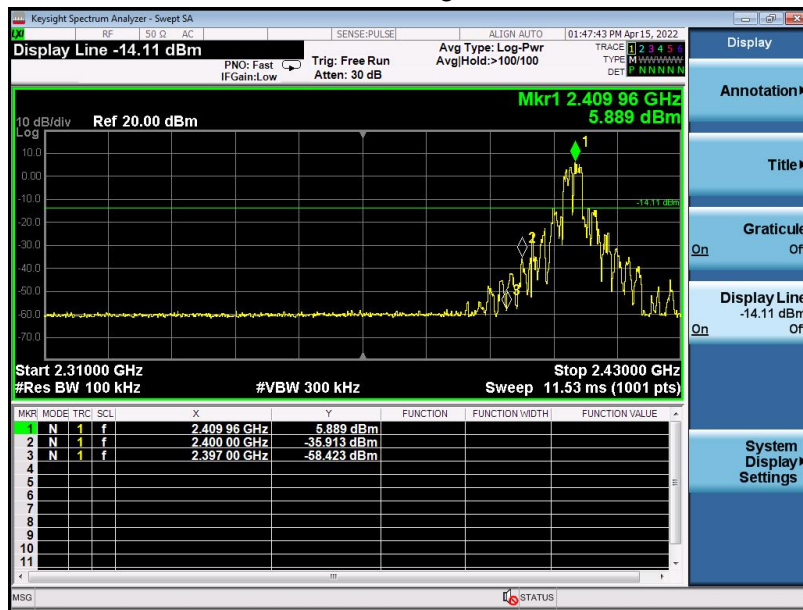 Keysight Spectrum Analyzer - Swept SA
LXI RF 50 Ω AC SENSE:PULSE ALIGN AUTO 01:47:43 PM Apr 15, 2022
Display Line -14.11 dBm
PNO: Fast
IFGain:Low
Trig: Free Run
Atten: 30 dB
Avg Type: Log-Pwr
Avg|Hold:>100/100
TRACE 1 2 3 4 5 6
TYPE M WWWWW
DET P N N N N N
Mkr1 2.409 96 GHz
5.889 dBm
10 dB/div Ref 20.00 dBm
Log
10.0
0.00
-10.0
-20.0
-30.0
-40.0
-50.0
-60.0
-70.0
1
-14.11 dBm
2
3
Start 2.31000 GHz Stop 2.43000 GHz
#Res BW 100 kHz #VBW 300 kHz Sweep 11.53 ms (1001 pts)
MKR MODE TRC SCL X Y FUNCTION FUNCTION WIDTH FUNCTION VALUE
1 N 1 f 2.409 96 GHz 5.889 dBm
2 N 1 f 2.400 00 GHz -35.913 dBm
3 N 1 f 2.397 00 GHz -58.423 dBm
4
5
6
7
8
9
10
11
MSG STATUS
Display
Annotation
Title
Graticule
On Off
Display Line
-14.11 dBm
On Off
System
Display
Settings